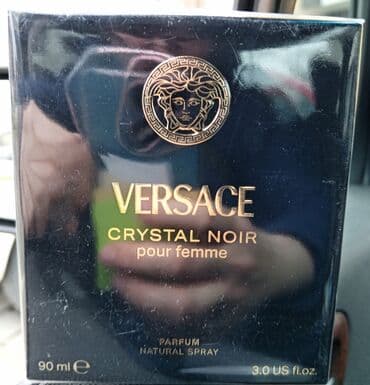 VERSACE
CRYSTAL NOIR
pour femme
PARFUM
NATURAL SPRAY
90 ml ℮ 3.0 US fl.oz.